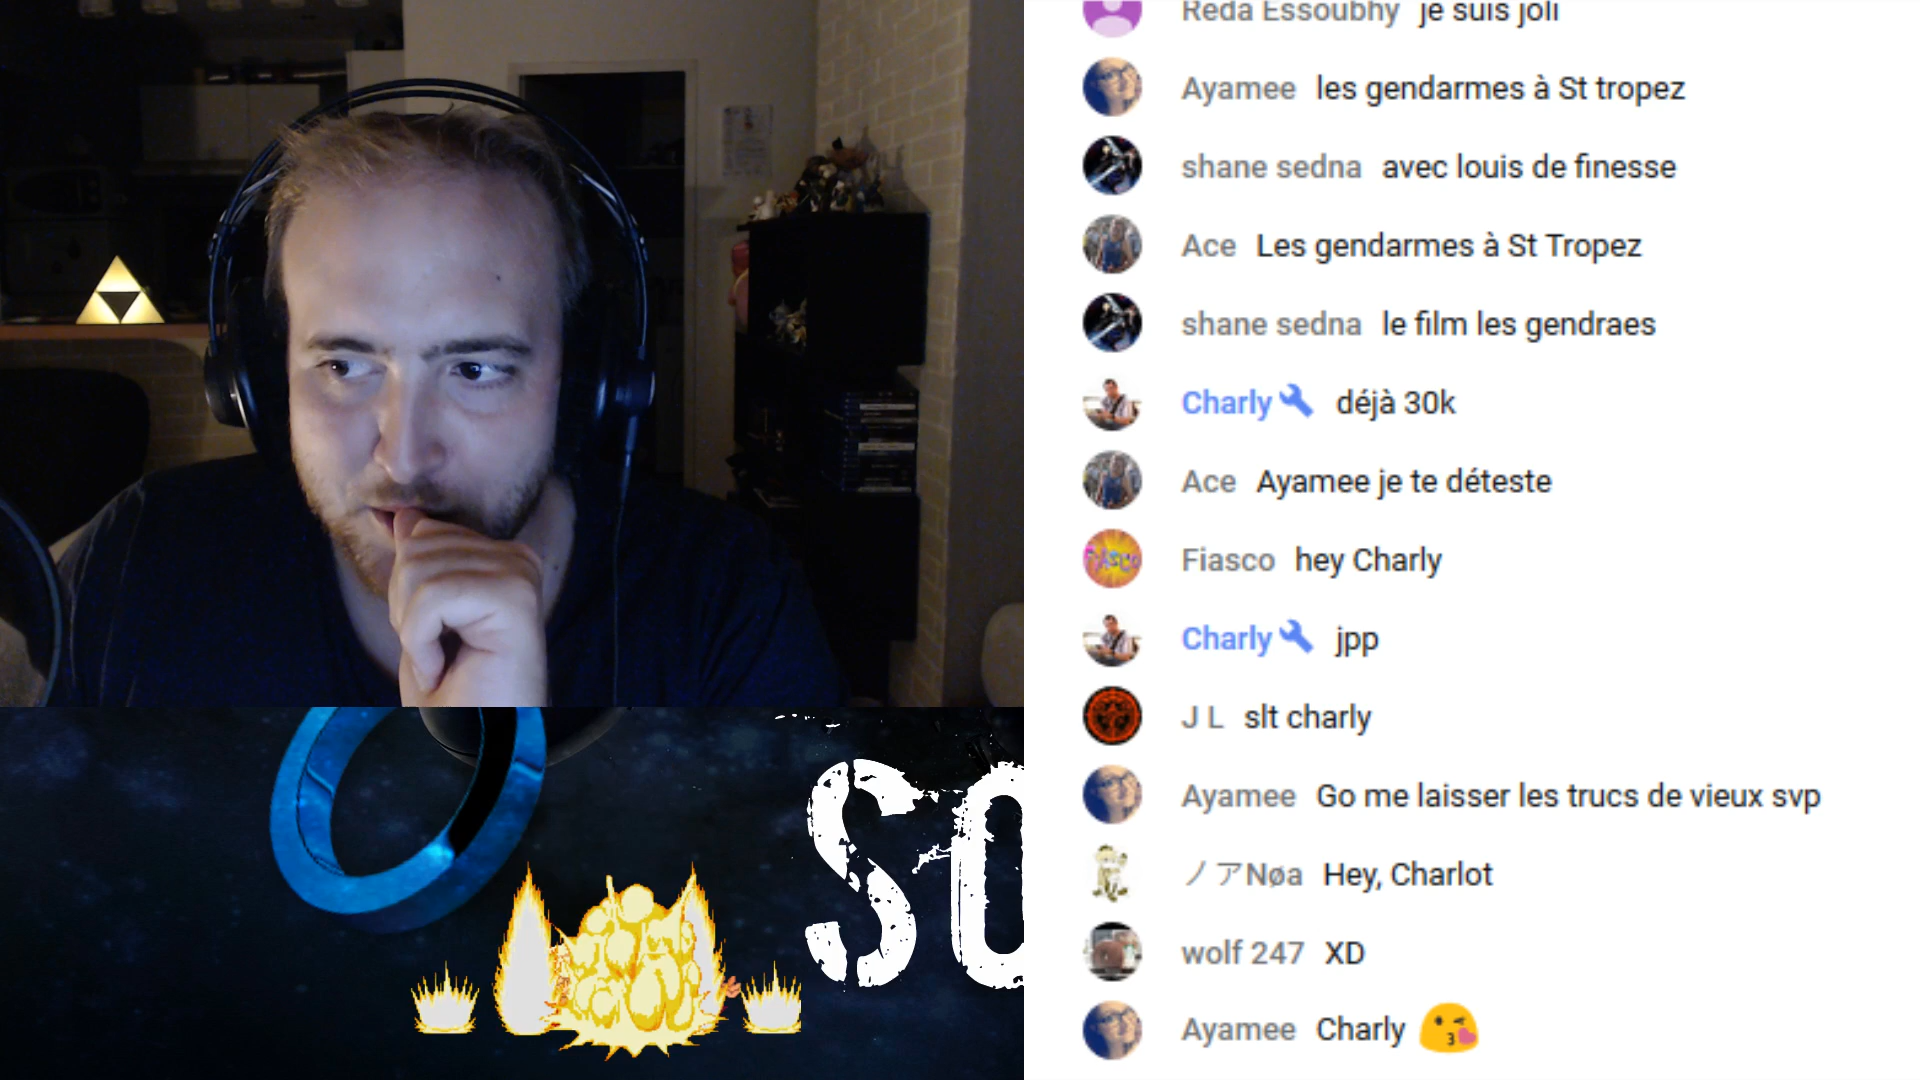 Reda Essoubhy je suis joli
Ayamee les gendarmes à St tropez
shane sedna avec louis de finesse
Ace Les gendarmes à St Tropez
shane sedna le film les gendraes
Charly déjà 30k
Ace Ayamee je te déteste
Fiasco hey Charly
Charly jpp
J L slt charly
Ayamee Go me laisser les trucs de vieux svp
ノアNøa Hey, Charlot
wolf 247 XD
Ayamee Charly 😘
SO